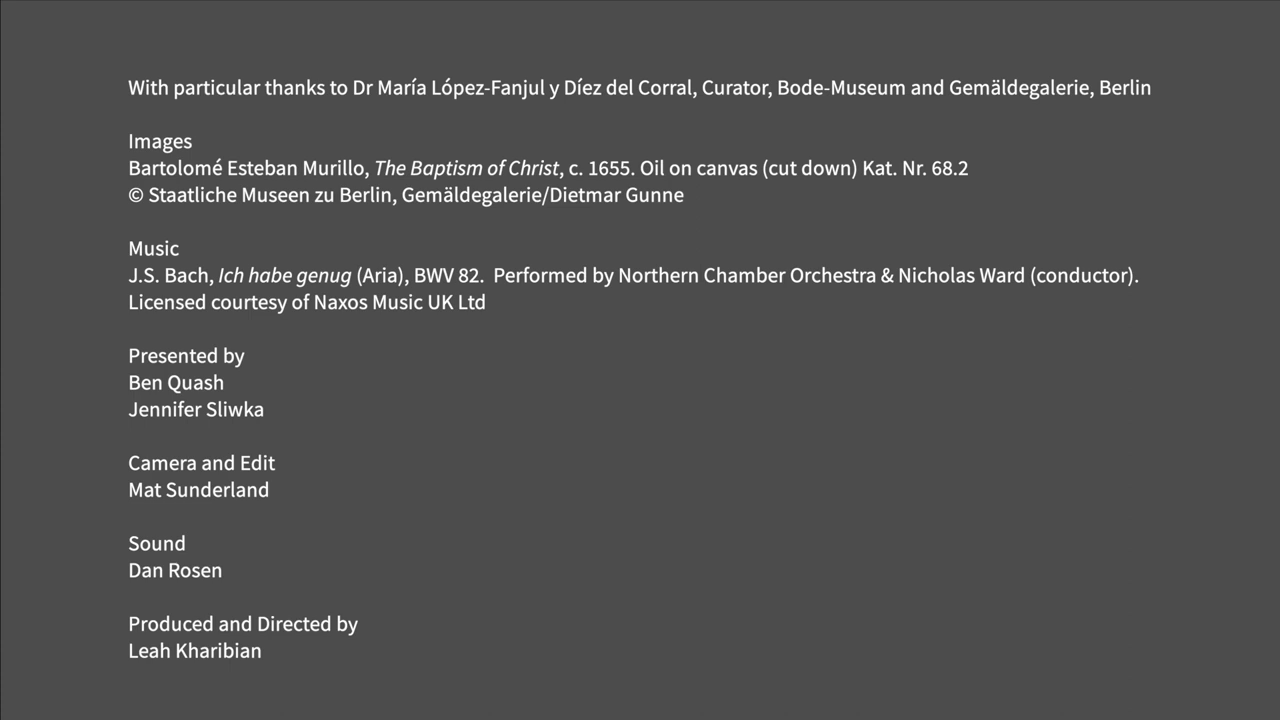 With particular thanks to Dr María López-Fanjul y Díez del Corral, Curator, Bode-Museum and Gemäldegalerie, Berlin
Images
Bartolomé Esteban Murillo, The Baptism of Christ, c. 1655. Oil on canvas (cut down) Kat. Nr. 68.2
© Staatliche Museen zu Berlin, Gemäldegalerie/Dietmar Gunne
Music
J.S. Bach, Ich habe genug (Aria), BWV 82.  Performed by Northern Chamber Orchestra & Nicholas Ward (conductor).
Licensed courtesy of Naxos Music UK Ltd
Presented by
Ben Quash
Jennifer Sliwka
Camera and Edit
Mat Sunderland
Sound
Dan Rosen
Produced and Directed by
Leah Kharibian